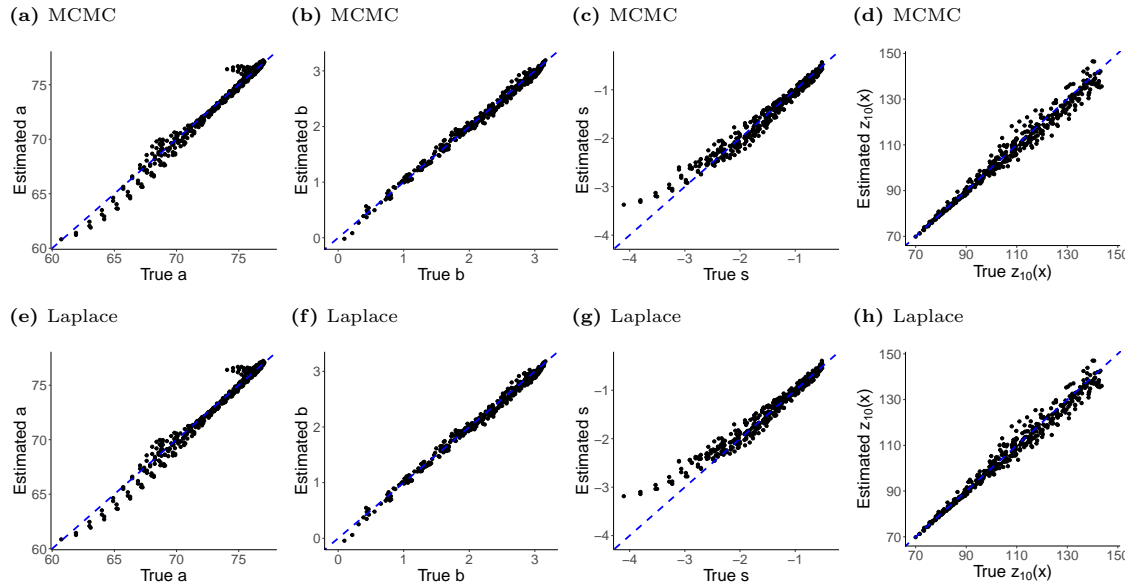 (a) MCMC
(b) MCMC
(c) MCMC
(d) MCMC
Estimated a
75
70
65
60
60 65 70 75
True a
Estimated b
3
2
1
0
0 1 2 3
True b
Estimated s
−1
−2
−3
−4
−4 −3 −2 −1
True s
Estimated z10(x)
150
130
110
90
70
70 90 110 130 150
True z10(x)
(e) Laplace
(f) Laplace
(g) Laplace
(h) Laplace
Estimated a
75
70
65
60
60 65 70 75
True a
Estimated b
3
2
1
0
0 1 2 3
True b
Estimated s
−1
−2
−3
−4
−4 −3 −2 −1
True s
Estimated z10(x)
150
130
110
90
70
70 90 110 130 150
True z10(x)